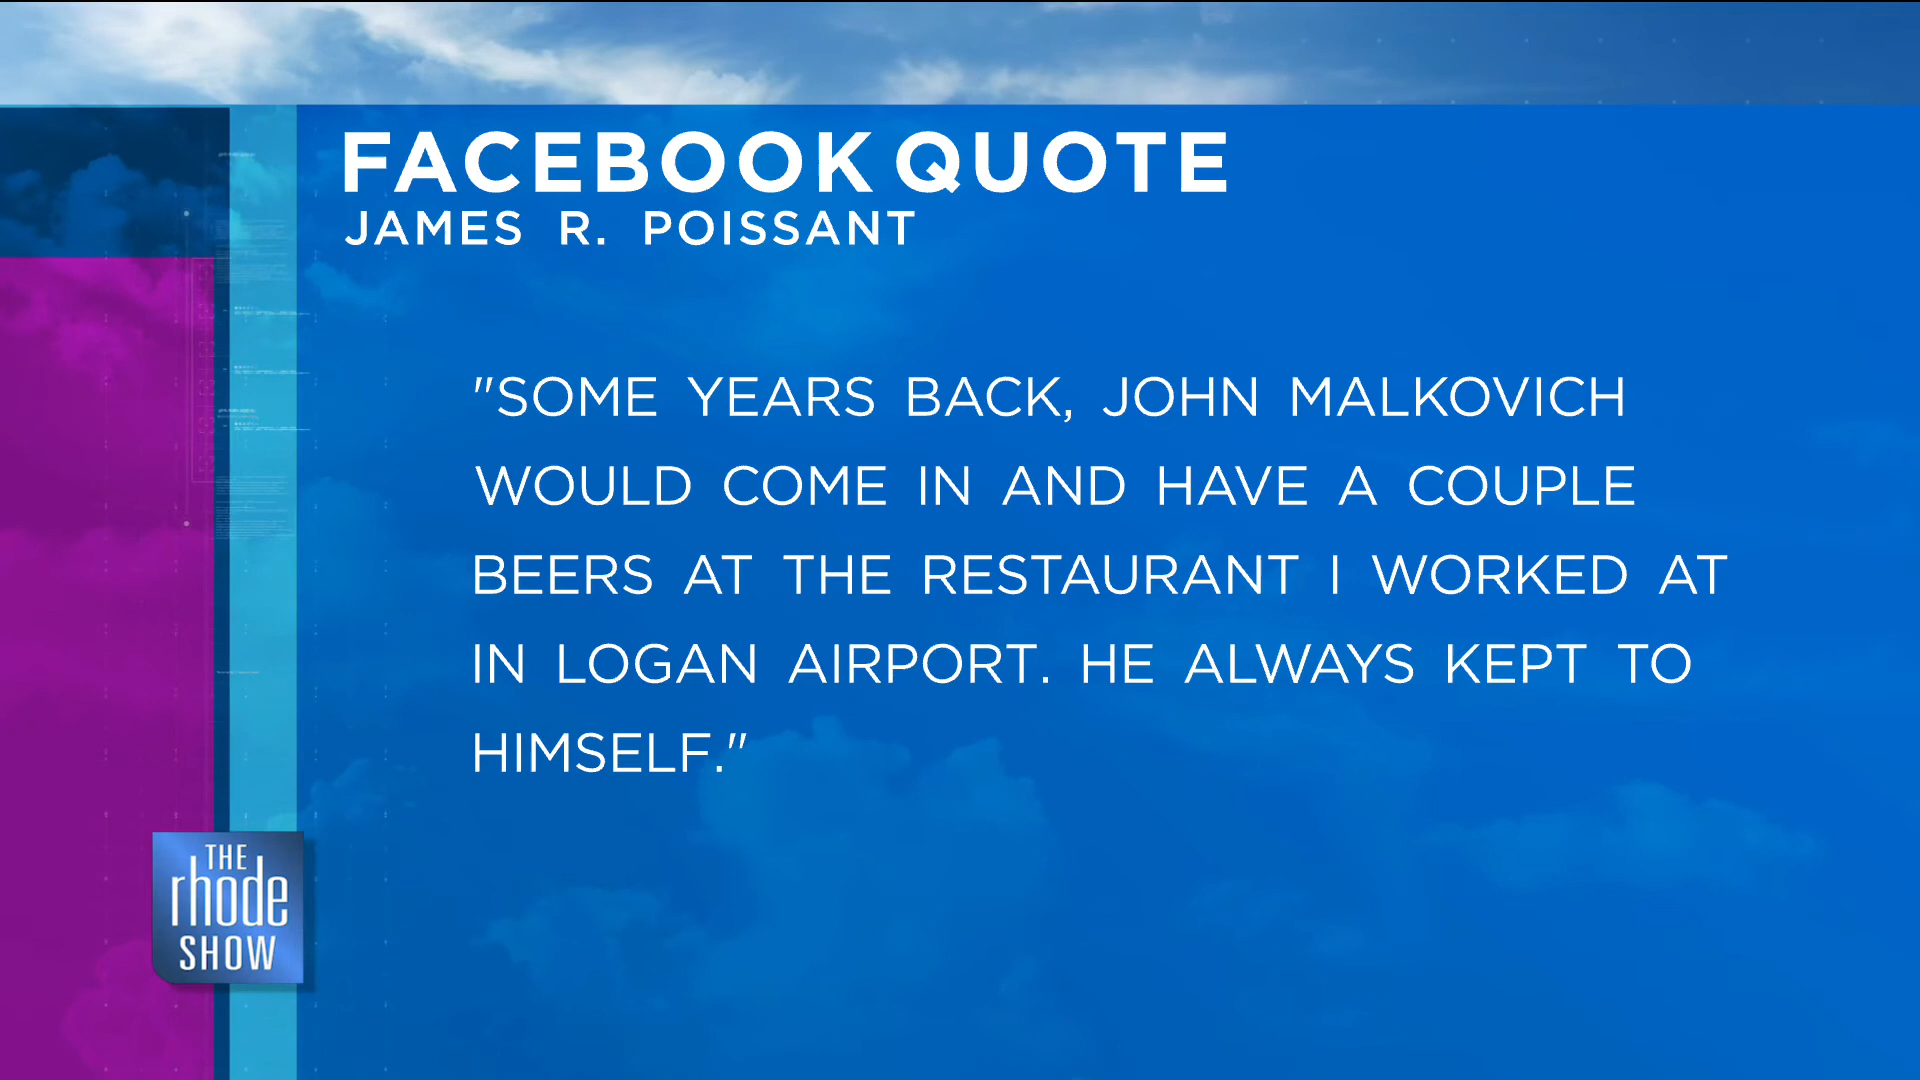 FACEBOOK QUOTE
JAMES R. POISSANT
"SOME YEARS BACK, JOHN MALKOVICH
WOULD COME IN AND HAVE A COUPLE
BEERS AT THE RESTAURANT I WORKED AT
IN LOGAN AIRPORT. HE ALWAYS KEPT TO
HIMSELF."
THE
rhode
SHOW